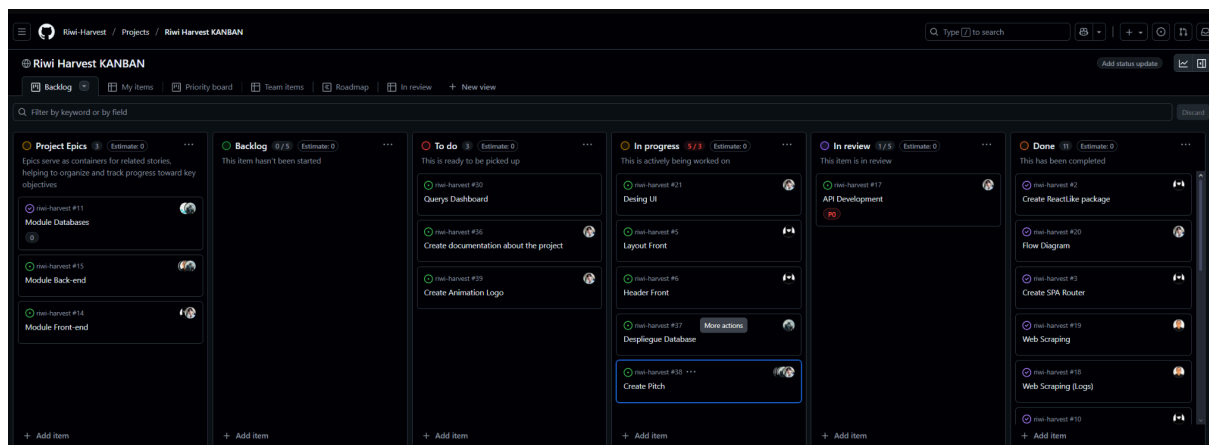 Riwi-Harvest / Projects / Riwi Harvest KANBAN
Type / to search
Riwi Harvest KANBAN
Add status update
Backlog
My items
Priority board
Team items
Roadmap
In review
+ New view
Filter by keyword or by field
Discard
Project Epics 3 Estimate: 0
Epics serve as containers for related stories,
helping to organize and track progress toward key
objectives
riwi-harvest #11
Module Databases
0
riwi-harvest #15
Module Back-end
riwi-harvest #14
Module Front-end
+ Add item
Backlog 0 / 5 Estimate: 0
This item hasn't been started
+ Add item
To do 3 Estimate: 0
This is ready to be picked up
riwi-harvest #30
Querys Dashboard
riwi-harvest #36
Create documentation about the project
riwi-harvest #39
Create Animation Logo
+ Add item
In progress 5 / 3 Estimate: 0
This is actively being worked on
riwi-harvest #21
Desing UI
riwi-harvest #5
Layout Front
riwi-harvest #6
Header Front
riwi-harvest #37
More actions
Despliegue Database
riwi-harvest #38
Create Pitch
+ Add item
In review 1 / 5 Estimate: 0
This item is in review
riwi-harvest #17
API Development
P0
+ Add item
Done 11 Estimate: 0
This has been completed
riwi-harvest #2
Create ReactLike package
riwi-harvest #20
Flow Diagram
riwi-harvest #3
Create SPA Router
riwi-harvest #19
Web Scraping
riwi-harvest #18
Web Scraping (Logs)
riwi-harvest #10
+ Add item